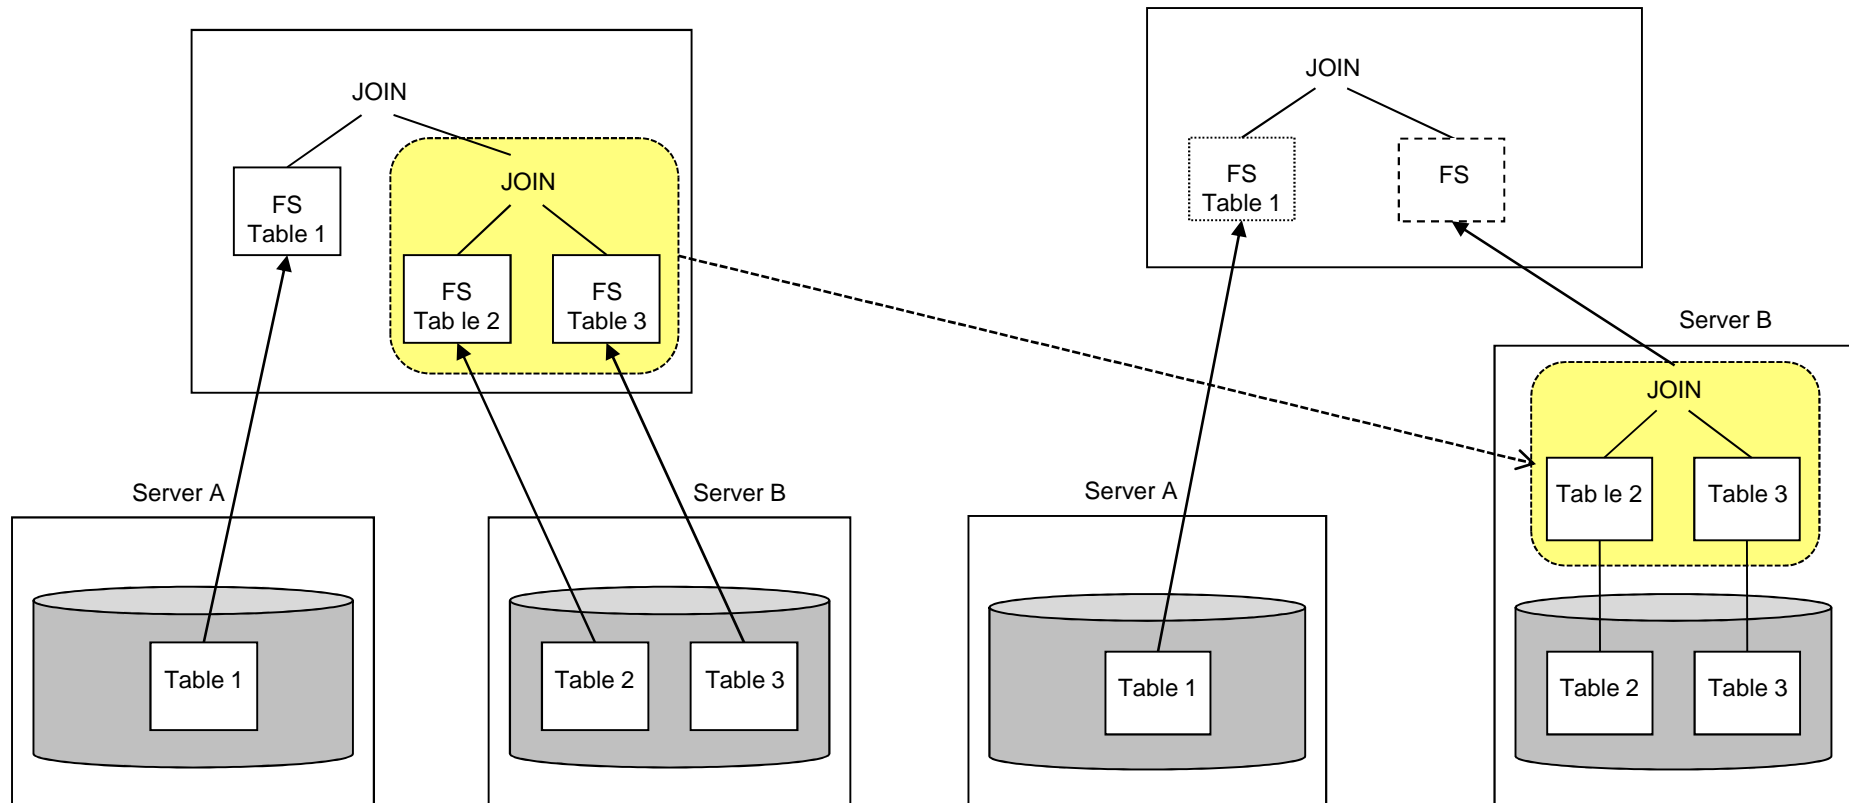 JOIN
FS
Table 1
JOIN
FS
Tab le 2
FS
Table 3
Server A
Table 1
Server B
Table 2
Table 3
JOIN
FS
Table 1
FS
Server A
Table 1
Server B
JOIN
Tab le 2
Table 3
Table 2
Table 3